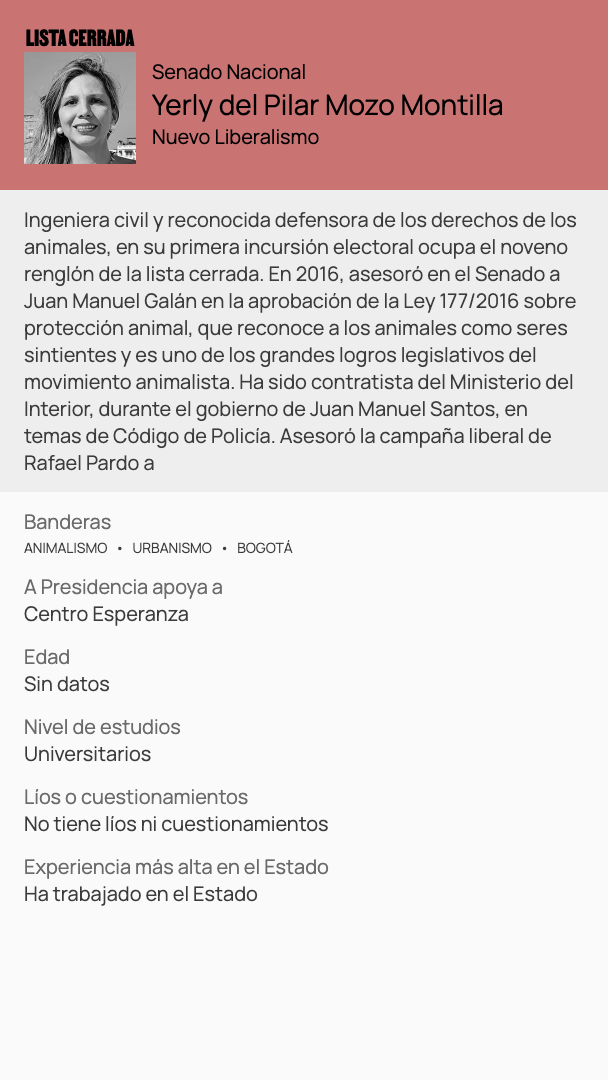 LISTA CERRADA
Senado Nacional
Yerly del Pilar Mozo Montilla
Nuevo Liberalismo
Ingeniera civil y reconocida defensora de los derechos de los
animales, en su primera incursión electoral ocupa el noveno
renglón de la lista cerrada. En 2016, asesoró en el Senado a
Juan Manuel Galán en la aprobación de la Ley 177/2016 sobre
protección animal, que reconoce a los animales como seres
sintientes y es uno de los grandes logros legislativos del
movimiento animalista. Ha sido contratista del Ministerio del
Interior, durante el gobierno de Juan Manuel Santos, en
temas de Código de Policía. Asesoró la campaña liberal de
Rafael Pardo a
Banderas
ANIMALISMO • URBANISMO • BOGOTÁ
A Presidencia apoya a
Centro Esperanza
Edad
Sin datos
Nivel de estudios
Universitarios
Líos o cuestionamientos
No tiene líos ni cuestionamientos
Experiencia más alta en el Estado
Ha trabajado en el Estado